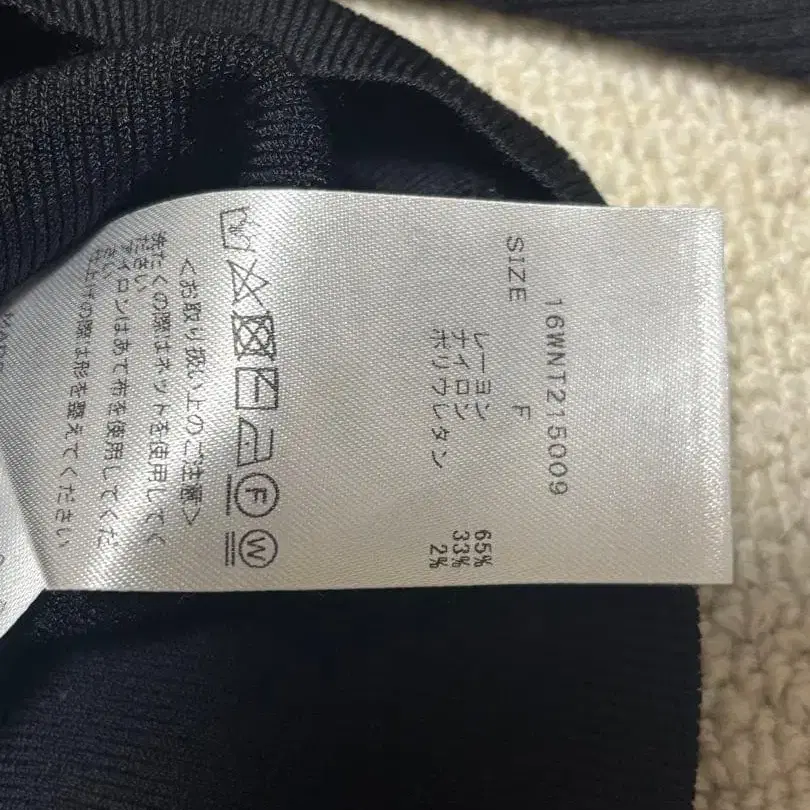 16WNT215009
SIZE F
レーヨン 65%
ナイロン 33%
ポリウレタン 2%
F
W
<お取り扱い上のご注意>
洗たくの際はネットを使用してく
ださい
アイロンはあて布を使用してくだ
さい
仕上げの際は形を整えてください